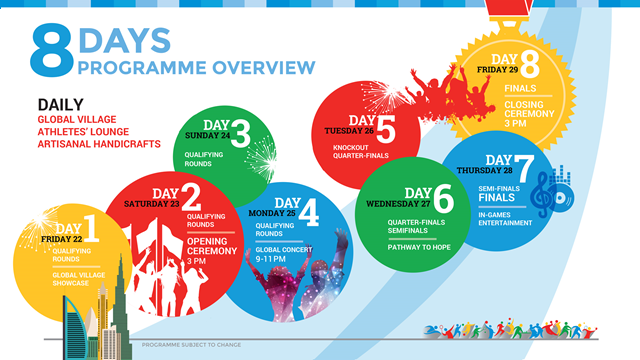 8 DAYS
PROGRAMME OVERVIEW
DAILY
GLOBAL VILLAGE
ATHLETES' LOUNGE
ARTISANAL HANDICRAFTS
DAY 1
FRIDAY 22
QUALIFYING
ROUNDS
GLOBAL VILLAGE
SHOWCASE
DAY 2
SATURDAY 23
QUALIFYING
ROUNDS
OPENING
CEREMONY
3 PM
DAY 3
SUNDAY 24
QUALIFYING
ROUNDS
DAY 4
MONDAY 25
QUALIFYING
ROUNDS
GLOBAL CONCERT
9-11PM
DAY 5
TUESDAY 26
KNOCKOUT
QUARTER-FINALS
DAY 6
WEDNESDAY 27
QUARTER-FINALS
SEMIFINALS
PATHWAY TO HOPE
DAY 7
THURSDAY 28
SEMI-FINALS
FINALS
IN-GAMES
ENTERTAINMENT
DAY 8
FRIDAY 29
FINALS
CLOSING
CEREMONY
3 PM
PROGRAMME SUBJECT TO CHANGE